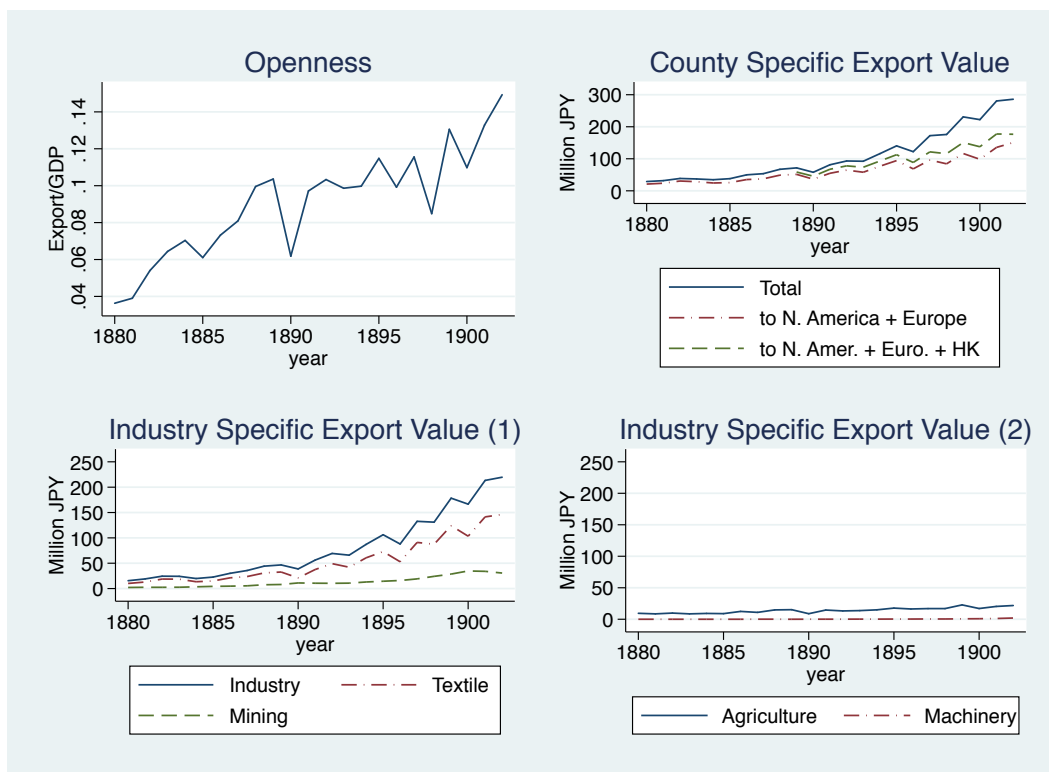 Openness
Export/GDP
.04 .06 .08 .1 .12 .14
1880 1885 1890 1895 1900
year
County Specific Export Value
Million JPY
300
200
100
0
1880 1885 1890 1895 1900
year
Total
to N. America + Europe
to N. Amer. + Euro. + HK
Industry Specific Export Value (1)
Million JPY
250
200
150
100
50
0
1880 1885 1890 1895 1900
year
Industry Textile
Mining
Industry Specific Export Value (2)
Million JPY
250
200
150
100
50
0
1880 1885 1890 1895 1900
year
Agriculture Machinery